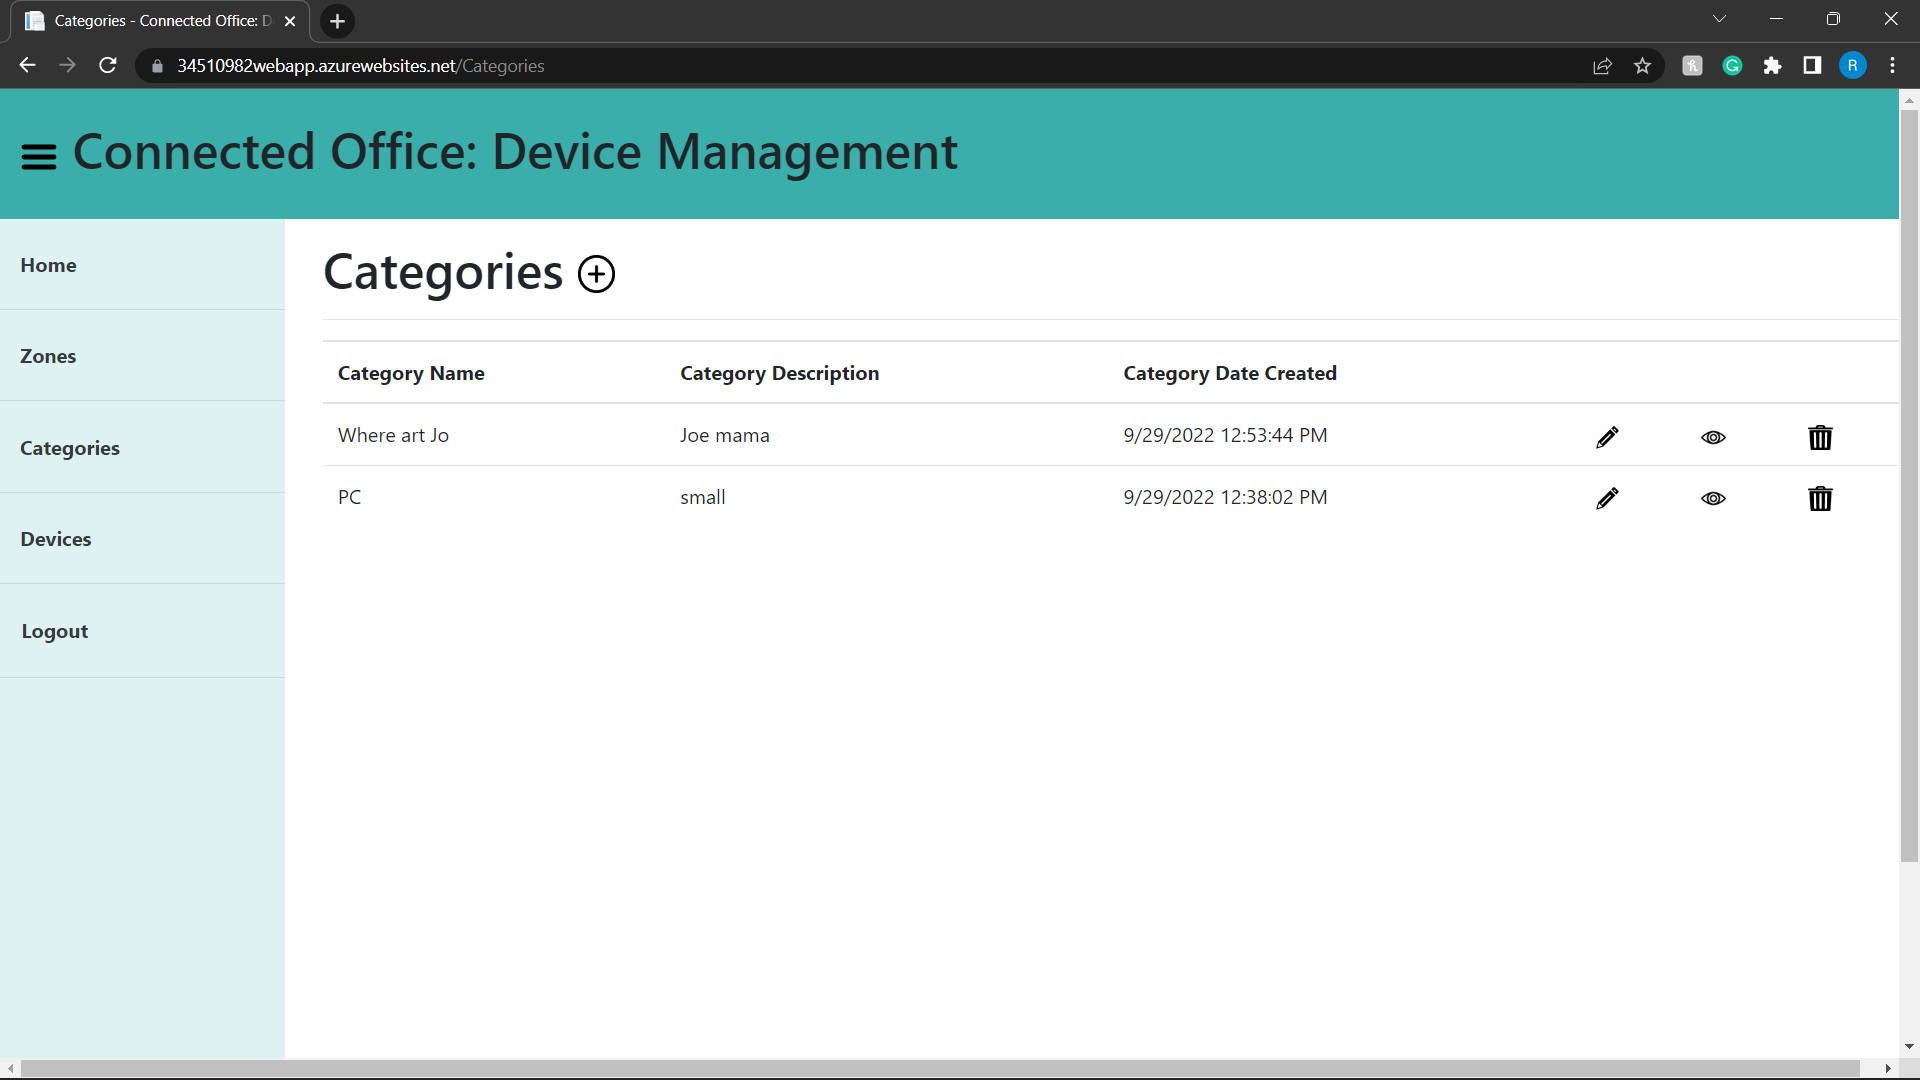 Categories - Connected Office: D
34510982webapp.azurewebsites.net/Categories
R
Connected Office: Device Management
Home
Zones
Categories
Devices
Logout
Categories
Category Name Category Description Category Date Created
Where art Jo Joe mama 9/29/2022 12:53:44 PM
PC small 9/29/2022 12:38:02 PM